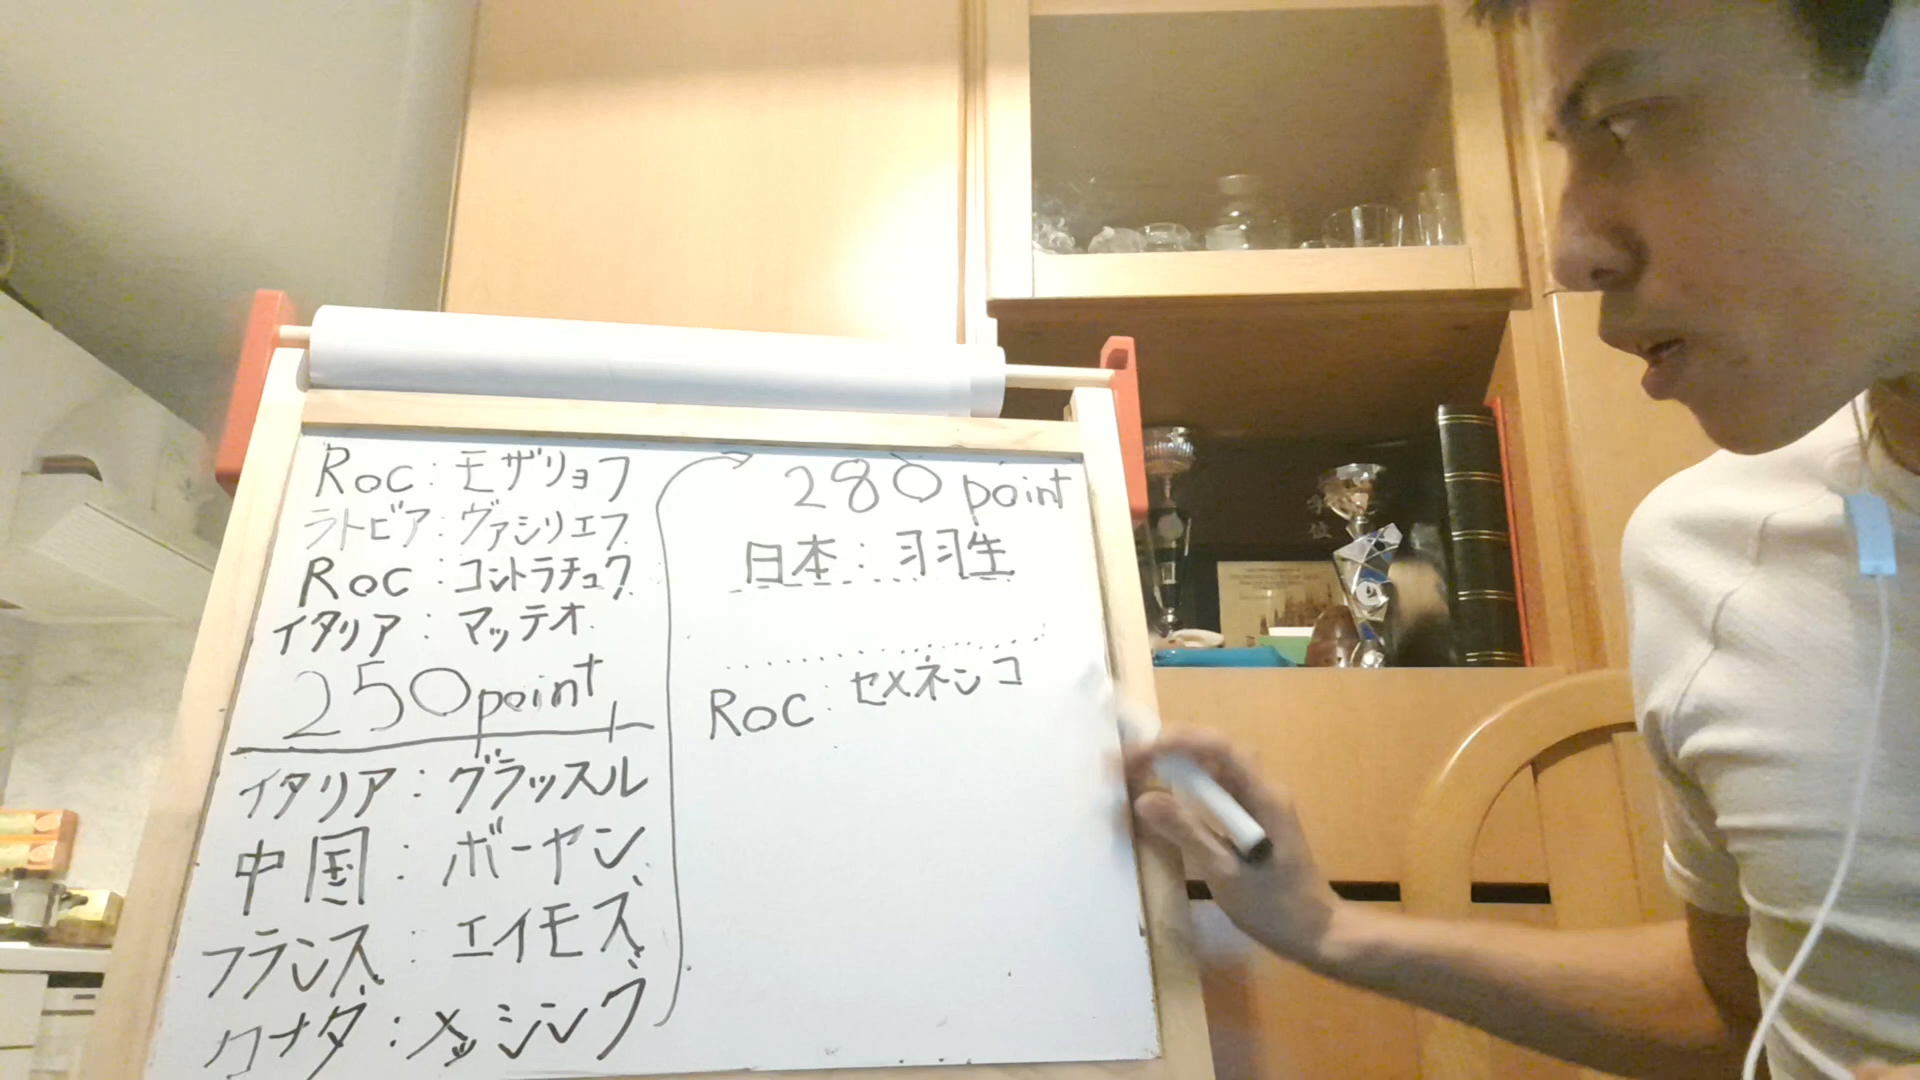 Roc：モザリョフ
ラトビア：ヴァシリエフ
Roc：コントラチュク
イタリア：マッテオ
250point
イタリア：グラッスル
中国：ボーヤン
フランス：エイモズ
カナダ：メッシング
280 point
日本：羽生
Roc：セメネンコ